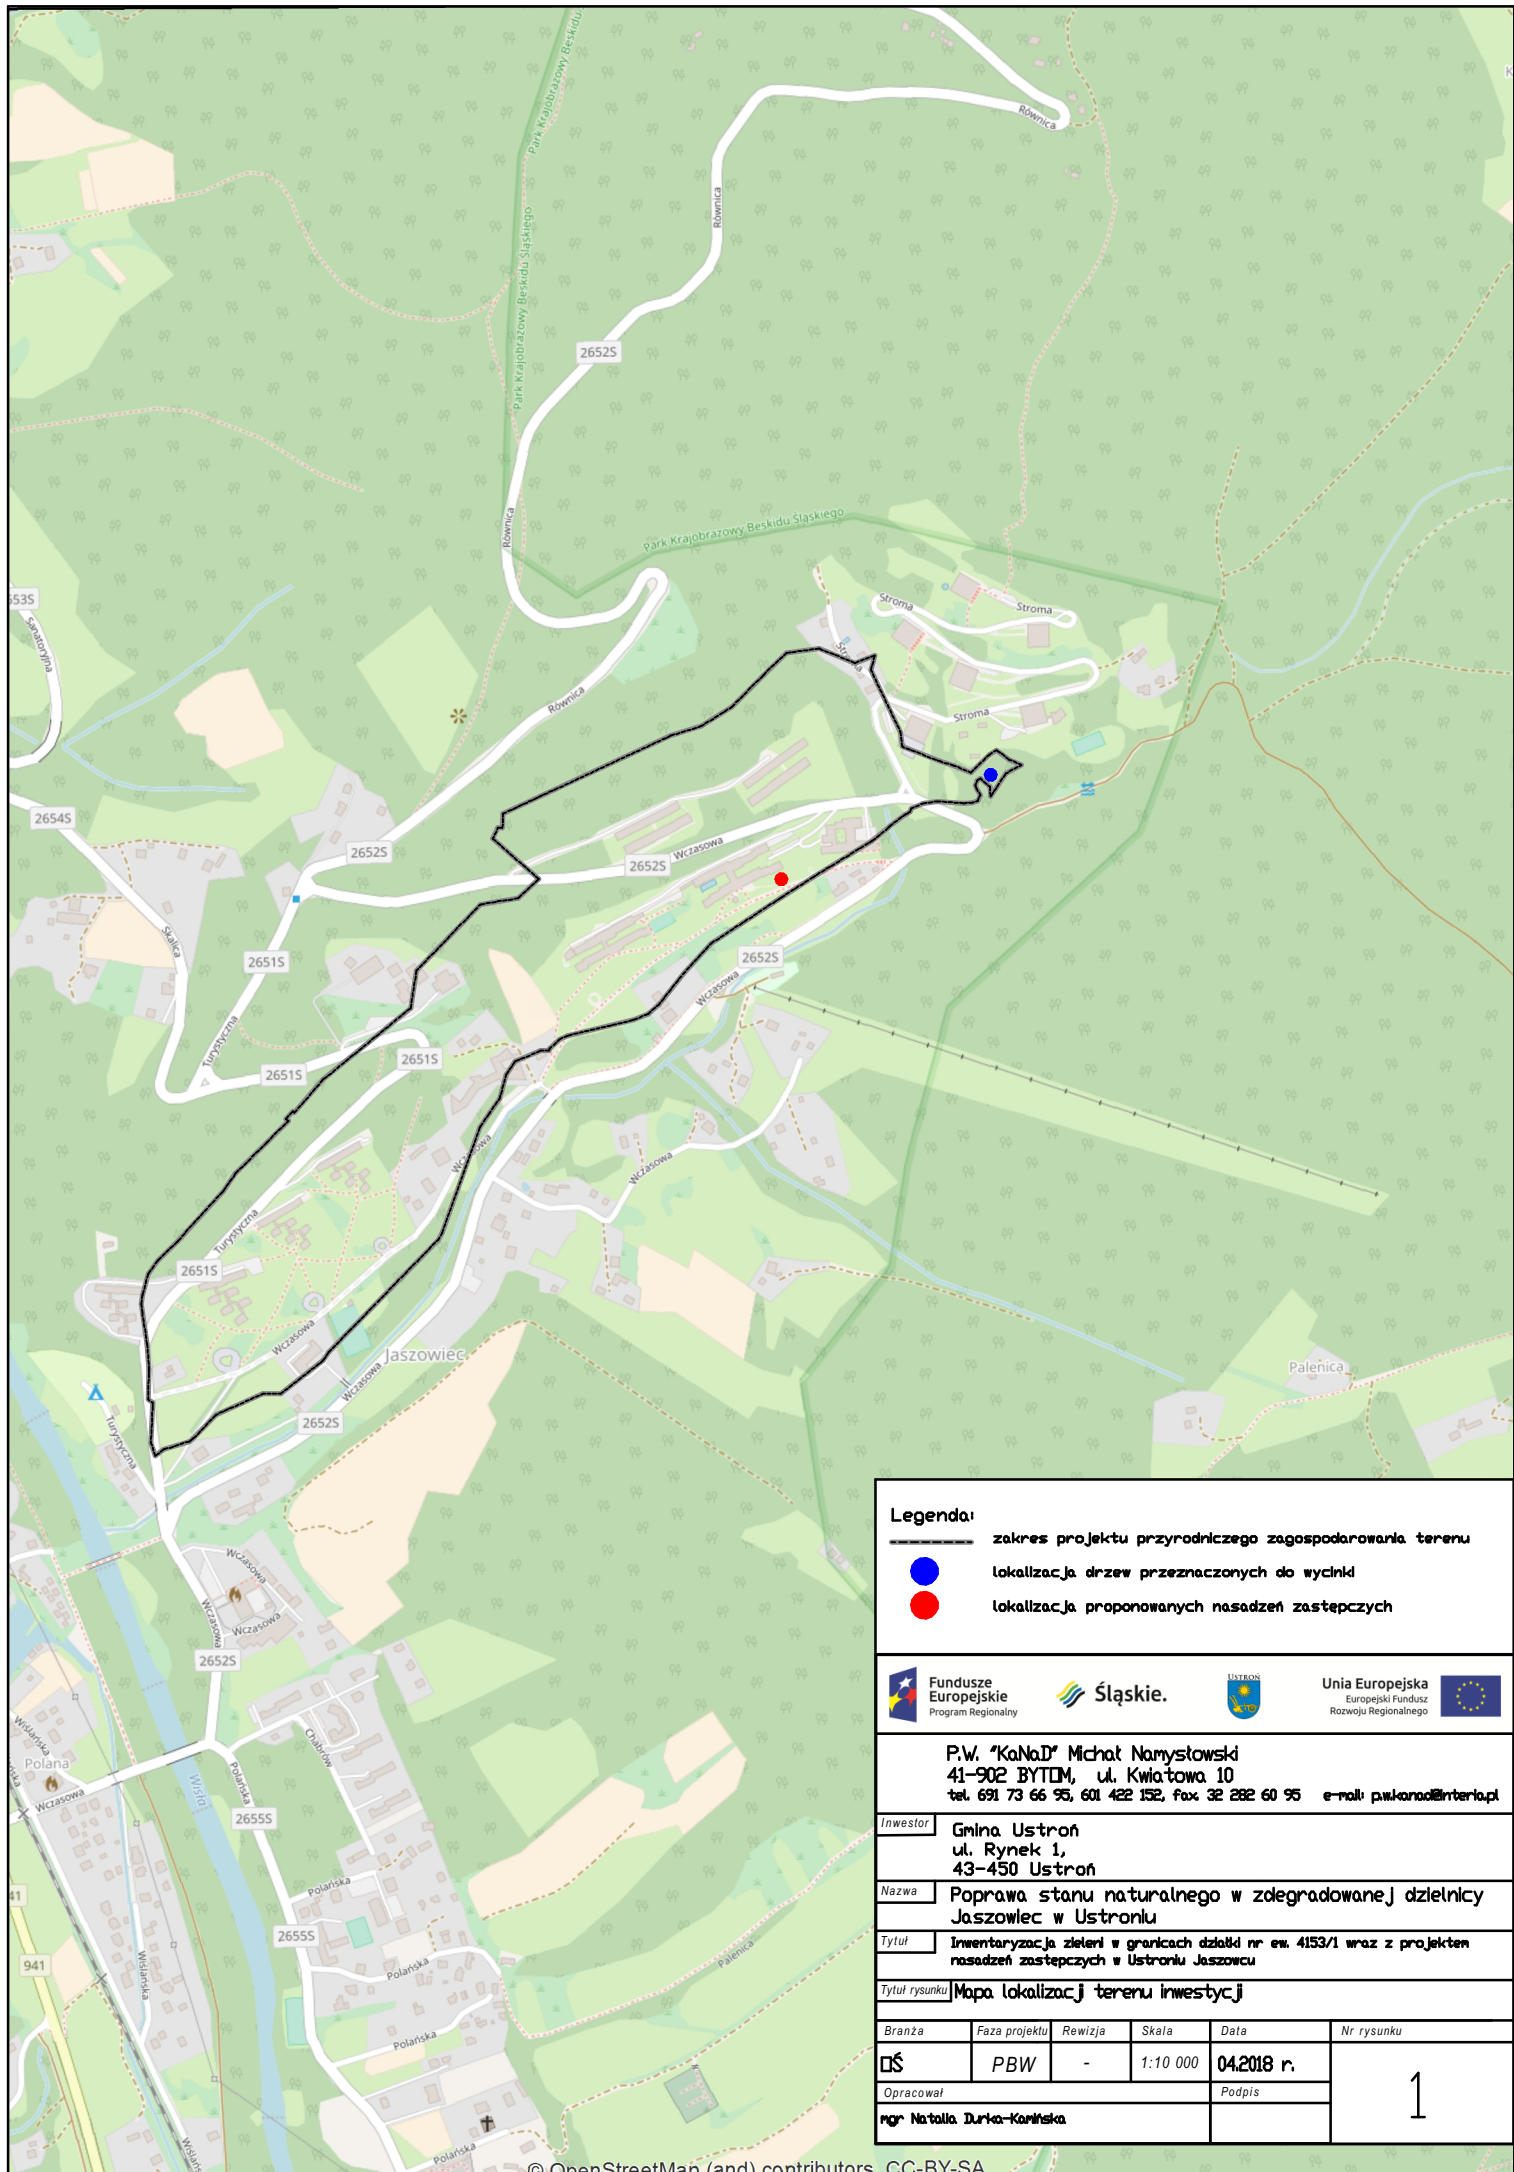 Park Krajobrazowy Beskidu
Park Krajobrazowy Beskidu Śląskiego
Równica
Równica
2652S
Równica
Park Krajobrazowy Beskidu Śląskiego
Stroma
Stroma
Stroma
Stroma
653S
Sanatoryjna
Równica
2654S
2652S
2652S
Wczasowa
Skalica
2651S
2652S
Wczasowa
Turystyczna
2651S
2651S
Wczasowa
Wczasowa
Turystyczna
2651S
Wczasowa
Jaszowiec
Wczasowa
Palenica
Turystyczna
2652S
Wczasowa
Wczasowa
Wczasowa
2652S
Wiślańska
Polana
Wczasowa
Wisła
Chabrów
Polańska
2655S
Polańska
2655S
41
941
Wiślańska
Polańska
Palenica
Polańska
Polańska
Wiślańska
Legenda:
zakres projektu przyrodniczego zagospodarowania terenu
lokalizacja drzew przeznaczonych do wycinki
lokalizacja proponowanych nasadzeń zastępczych
Fundusze
Europejskie
Program Regionalny
Śląskie.
USTROŃ
Unia Europejska
Europejski Fundusz
Rozwoju Regionalnego
P.W. "KaNaD" Michał Namysłowski
41-902 BYTOM, ul. Kwiatowa 10
tel. 691 73 66 95, 601 422 152, fax. 32 282 60 95 e-mail: p.w.kanad@interia.pl
Inwestor
Gmina Ustroń
ul. Rynek 1,
43-450 Ustroń
Nazwa
Poprawa stanu naturalnego w zdegradowanej dzielnicy
Jaszowiec w Ustroniu
Tytuł
Inwentaryzacja zieleni w granicach działki nr ew. 4153/1 wraz z projektem
nasadzeń zastępczych w Ustroniu Jaszowcu
Tytuł rysunku Mapa lokalizacji terenu inwestycji
Branża Faza projektu Rewizja Skala Data Nr rysunku
OŚ PBW - 1:10 000 04.2018 r. 1
Opracował Podpis
mgr Natalia Durka-Kamińska
© OpenStreetMap (and) contributors, CC-BY-SA